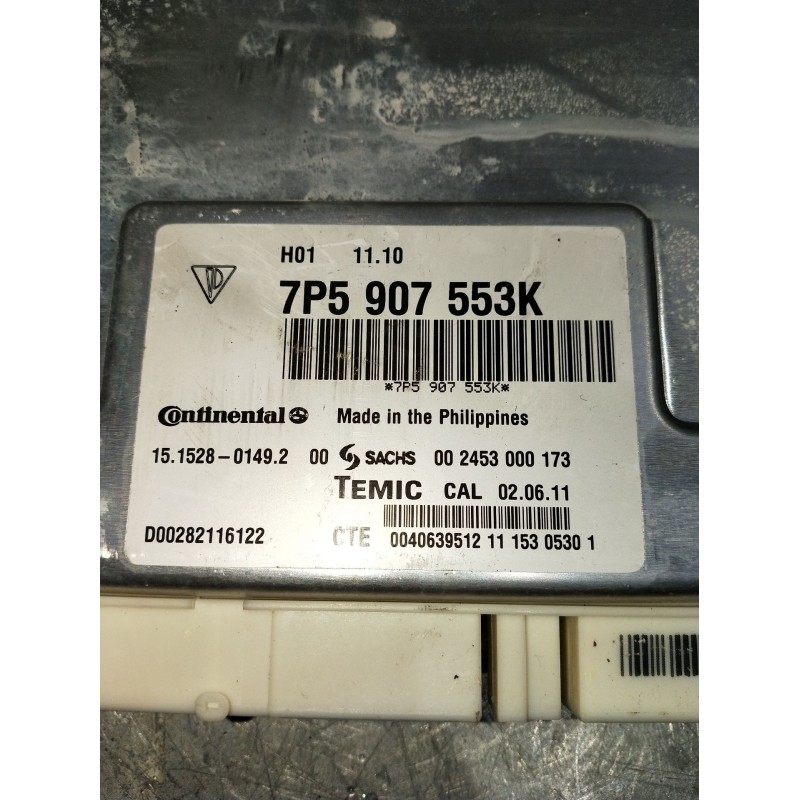 H01 11.10
7P5 907 553K
*7P5 907 553K*
Continental Made in the Philippines
15.1528-0149.2 00 SACHS 00 2453 000 173
TEMIC CAL 02.06.11
D00282116122 CTE 0040639512 11 153 0530 1